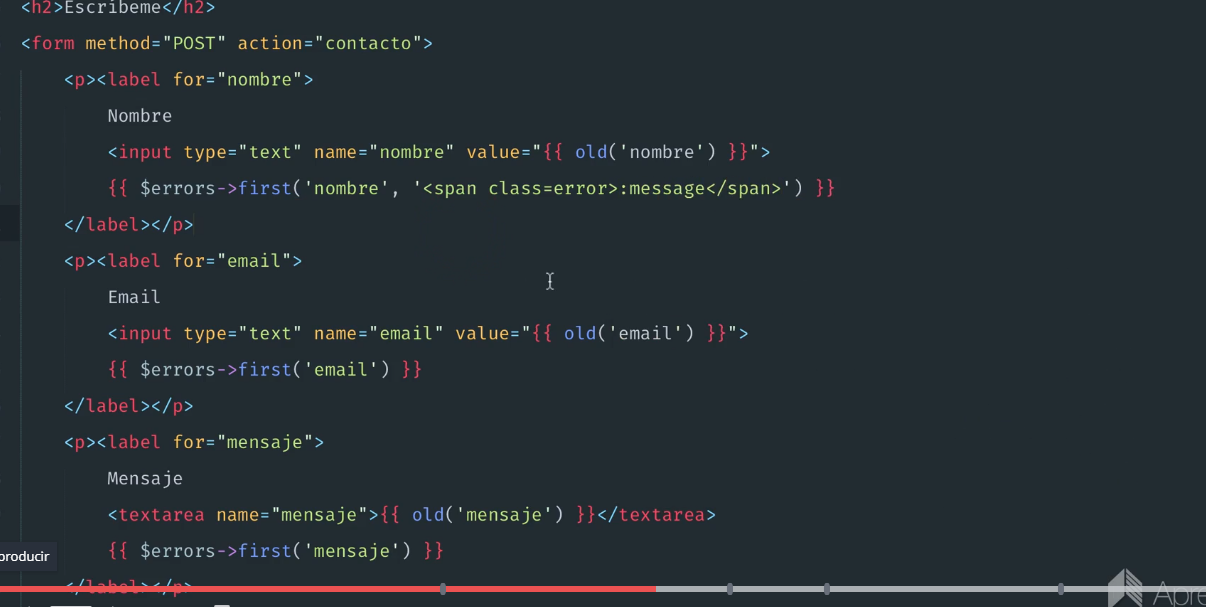 <h2>Escribeme</h2>
<form method="POST" action="contacto">
<p><label for="nombre">
Nombre
<input type="text" name="nombre" value="{{ old('nombre') }}">
{{ $errors->first('nombre', '<span class=error>:message</span>') }}
</label></p>
<p><label for="email">
Email
<input type="text" name="email" value="{{ old('email') }}">
{{ $errors->first('email') }}
</label></p>
<p><label for="mensaje">
Mensaje
<textarea name="mensaje">{{ old('mensaje') }}</textarea>
{{ $errors->first('mensaje') }}
producir
</label></p>
Apre